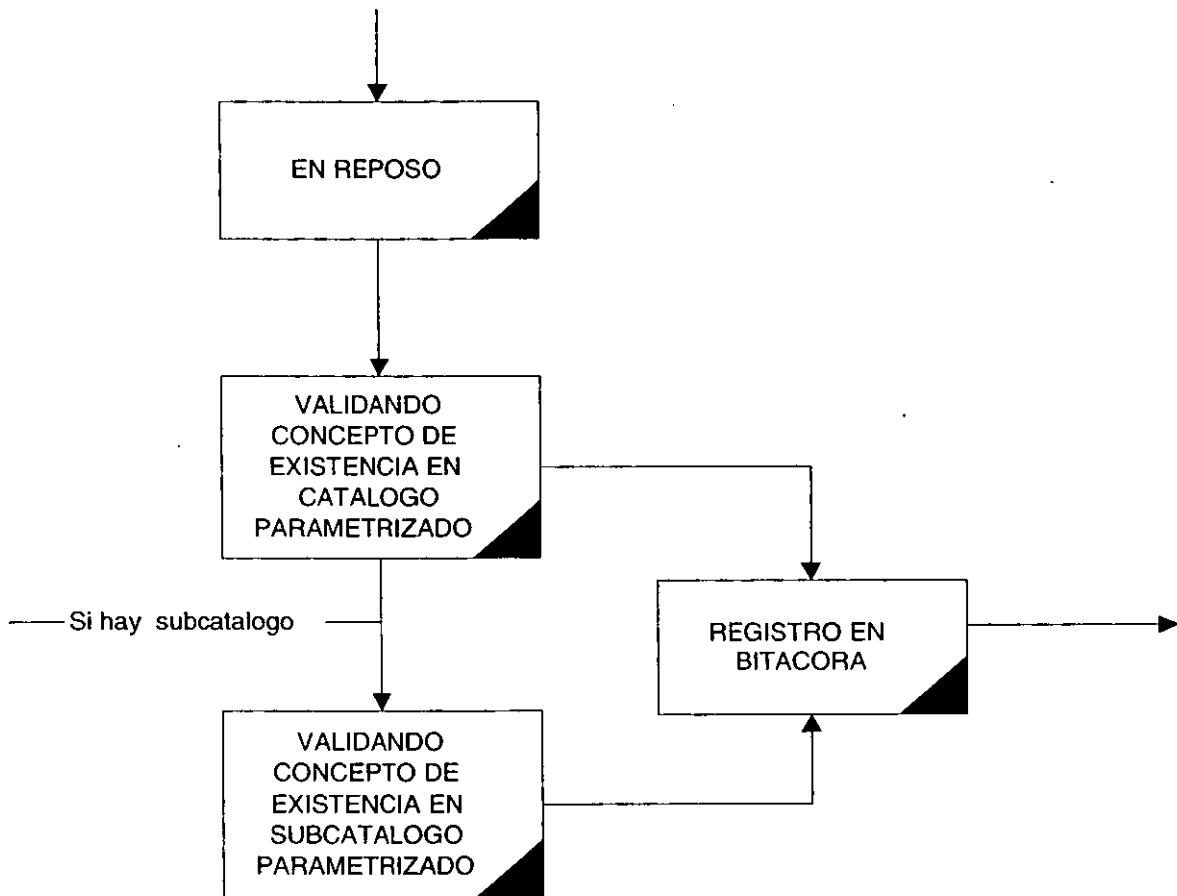 EN REPOSO
VALIDANDO
CONCEPTO DE
EXISTENCIA EN
CATALOGO
PARAMETRIZADO
Si hay subcatalogo
REGISTRO EN
BITACORA
VALIDANDO
CONCEPTO DE
EXISTENCIA EN
SUBCATALOGO
PARAMETRIZADO